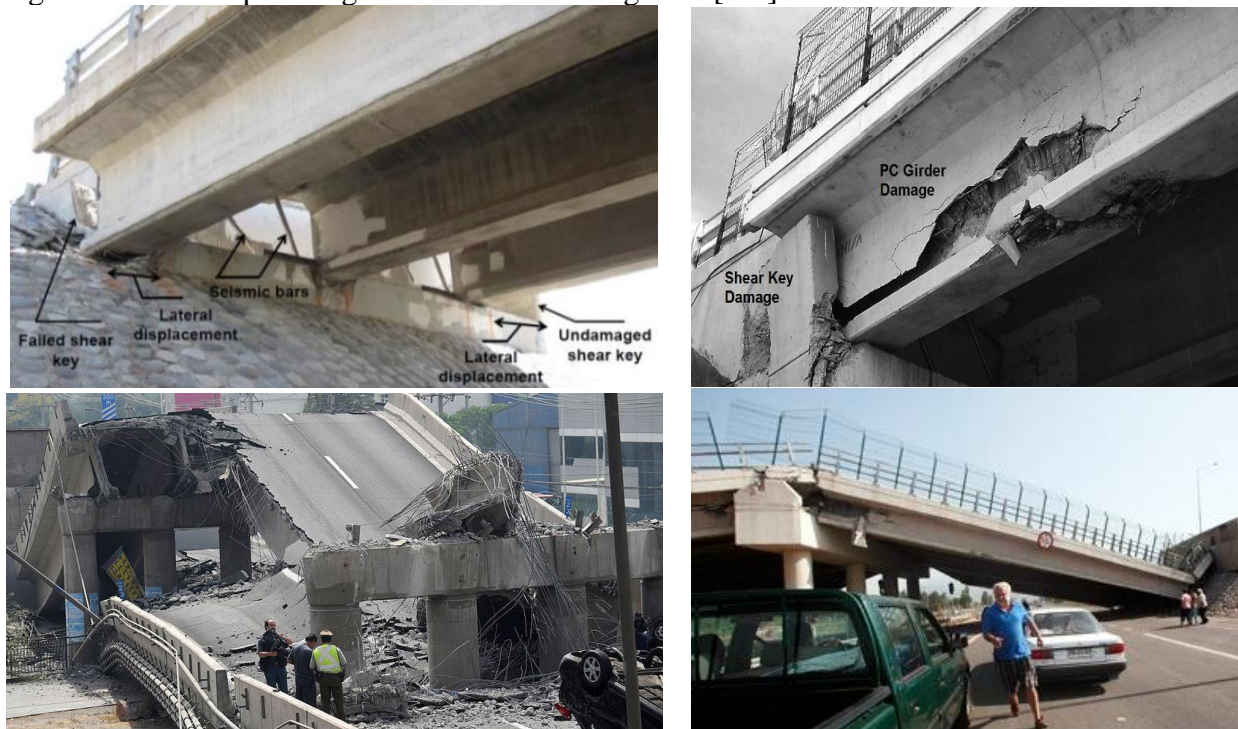 Seismic bars
Lateral
displacement
Failed shear
key
Lateral
displacement
Undamaged
shear key
PC Girder
Damage
Shear Key
Damage